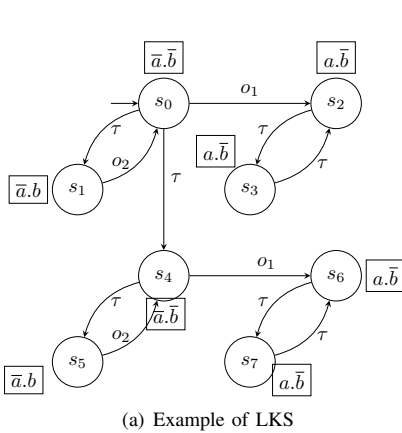 a̅.b̅
a.b̅
s₀
o₁
s₂
τ
o₂
τ
a.b̅
τ
a̅.b
s₁
s₃
τ
s₄
o₁
s₆
a.b̅
a̅.b̅
τ
o₂
τ
τ
a̅.b
s₅
s₇
a.b̅
(a) Example of LKS